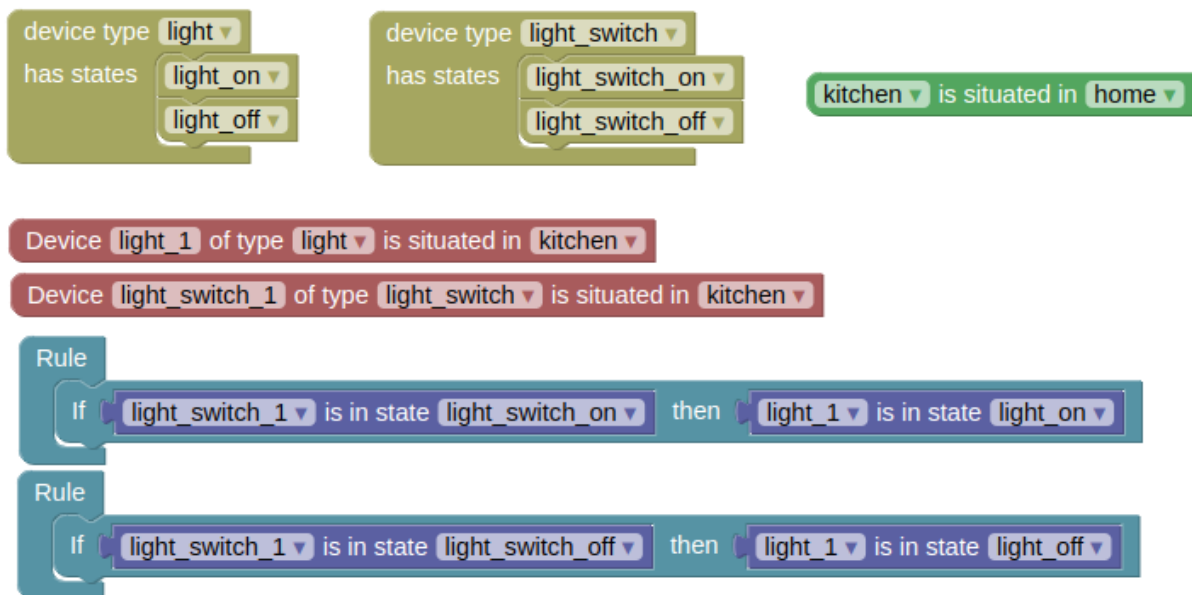 device type light
has states light_on
light_off
device type light_switch
has states light_switch_on
light_switch_off
kitchen is situated in home
Device light_1 of type light is situated in kitchen
Device light_switch_1 of type light_switch is situated in kitchen
Rule
If light_switch_1 is in state light_switch_on then light_1 is in state light_on
Rule
If light_switch_1 is in state light_switch_off then light_1 is in state light_off